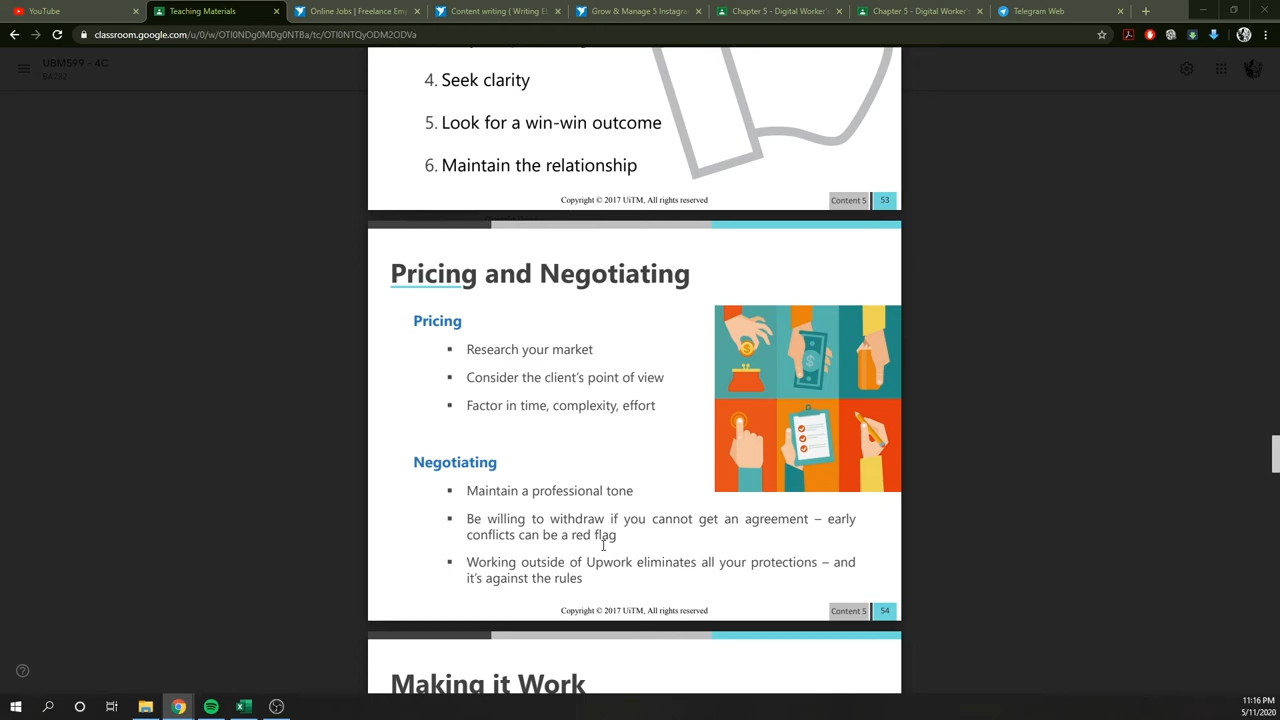 YouTube
Teaching Materials
Online Jobs | Freelance Em
Content writing ( Writing El
Grow & Manage 5 Instagra
Chapter 5 - Digital Worker'
Chapter 5 - Digital Worker'
Telegram Web
classroom.google.com/u/0/w/OTI0NDg0MDg0NTBa/tc/OTI0NTQyODM2ODVa
UBM599 - 4C
BA232
4. Seek clarity
5. Look for a win-win outcome
6. Maintain the relationship
Copyright © 2017 UiTM, All rights reserved
Content 5
53
Pricing and Negotiating
Pricing
▪ Research your market
▪ Consider the client's point of view
▪ Factor in time, complexity, effort
Negotiating
▪ Maintain a professional tone
▪ Be willing to withdraw if you cannot get an agreement – early
conflicts can be a red flag
▪ Working outside of Upwork eliminates all your protections – and
it's against the rules
Copyright © 2017 UiTM, All rights reserved
Content 5
54
Making it Work
11:16 PM
5/11/2020